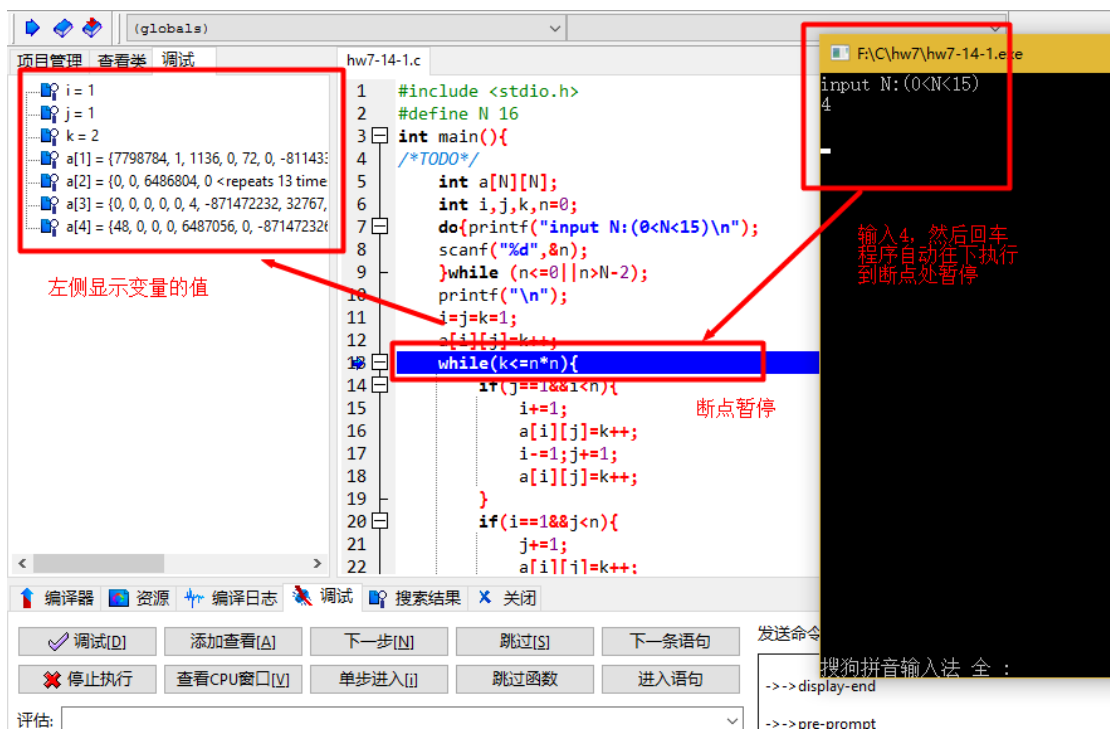 (globals)
项目管理 查看类 调试
i = 1
j = 1
k = 2
a[1] = {7798784, 1, 1136, 0, 72, 0, -811433
a[2] = {0, 0, 6486804, 0 <repeats 13 time
a[3] = {0, 0, 0, 0, 0, 4, -871472232, 32767,
a[4] = {48, 0, 0, 0, 6487056, 0, -871472326
左侧显示变量的值
hw7-14-1.c
1 #include <stdio.h>
2 #define N 16
3 int main(){
4 /*TODO*/
5 int a[N][N];
6 int i,j,k,n=0;
7 do{printf("input N:(0<N<15)\n");
8 scanf("%d",&n);
9 }while (n<=0||n>N-2);
10 printf("\n");
11 i=j=k=1;
12 a[i][j]=k++;
13 while(k<=n*n){
14 if(j==1&&i<n){
15 i+=1;
16 a[i][j]=k++;
17 i-=1;j+=1;
18 a[i][j]=k++;
19 }
20 if(i==1&&j<n){
21 j+=1;
22 a[i][j]=k++;
断点暂停
F:\C\hw7\hw7-14-1.exe
input N:(0<N<15)
4
输入4，然后回车
程序自动往下执行
到断点处暂停
搜狗拼音输入法 全 :
编译器 资源 编译日志 调试 搜索结果 关闭
调试[D] 添加查看[A] 下一步[N] 跳过[S] 下一条语句
停止执行 查看CPU窗口[V] 单步进入[i] 跳过函数 进入语句
评估:
发送命令
->->display-end
->->pre-prompt